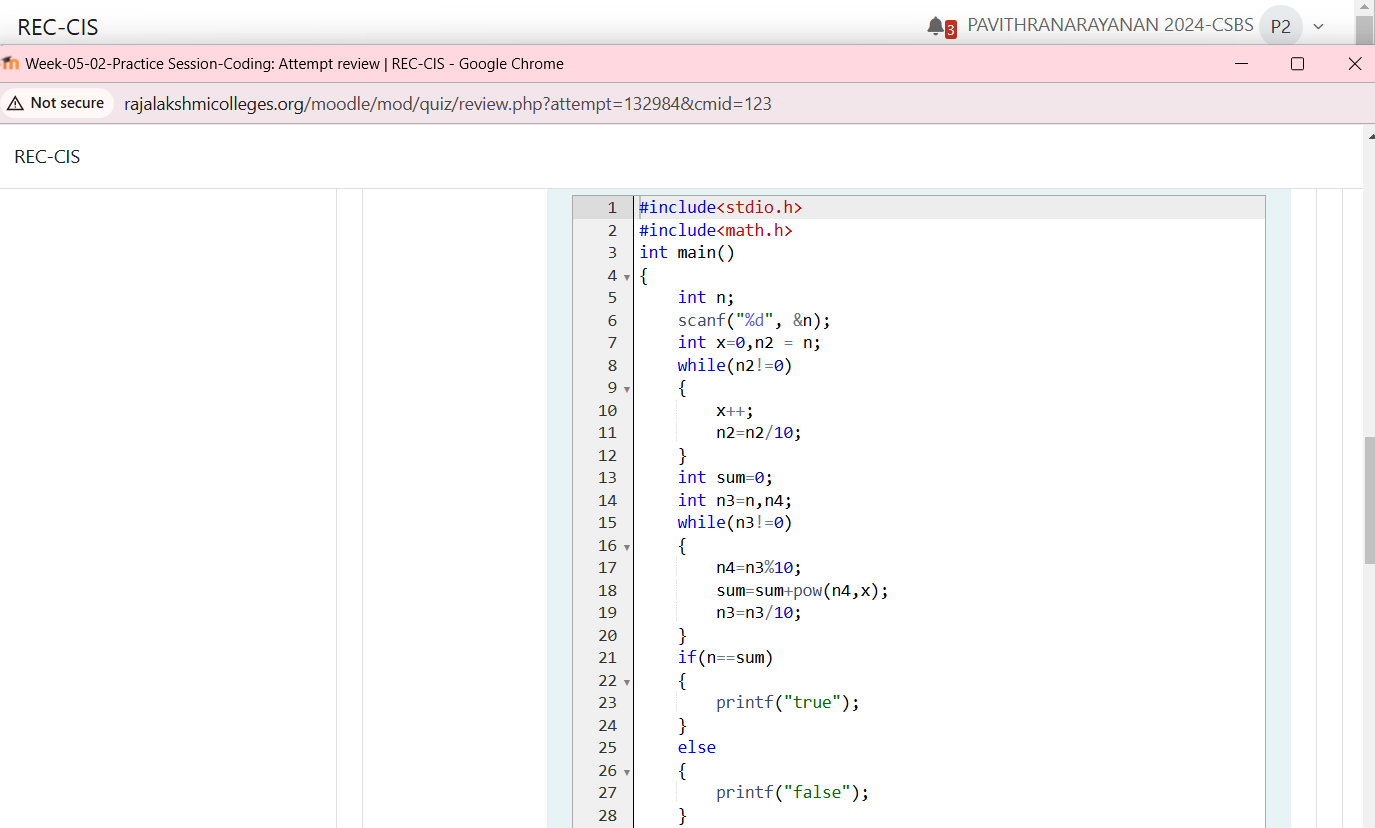 REC-CIS
3 PAVITHRANARAYANAN 2024-CSBS P2
Week-05-02-Practice Session-Coding: Attempt review | REC-CIS - Google Chrome
Not secure rajalakshmicolleges.org/moodle/mod/quiz/review.php?attempt=132984&cmid=123
REC-CIS
1 #include<stdio.h>
2 #include<math.h>
3 int main()
4 {
5 int n;
6 scanf("%d", &n);
7 int x=0,n2 = n;
8 while(n2!=0)
9 {
10 x++;
11 n2=n2/10;
12 }
13 int sum=0;
14 int n3=n,n4;
15 while(n3!=0)
16 {
17 n4=n3%10;
18 sum=sum+pow(n4,x);
19 n3=n3/10;
20 }
21 if(n==sum)
22 {
23 printf("true");
24 }
25 else
26 {
27 printf("false");
28 }